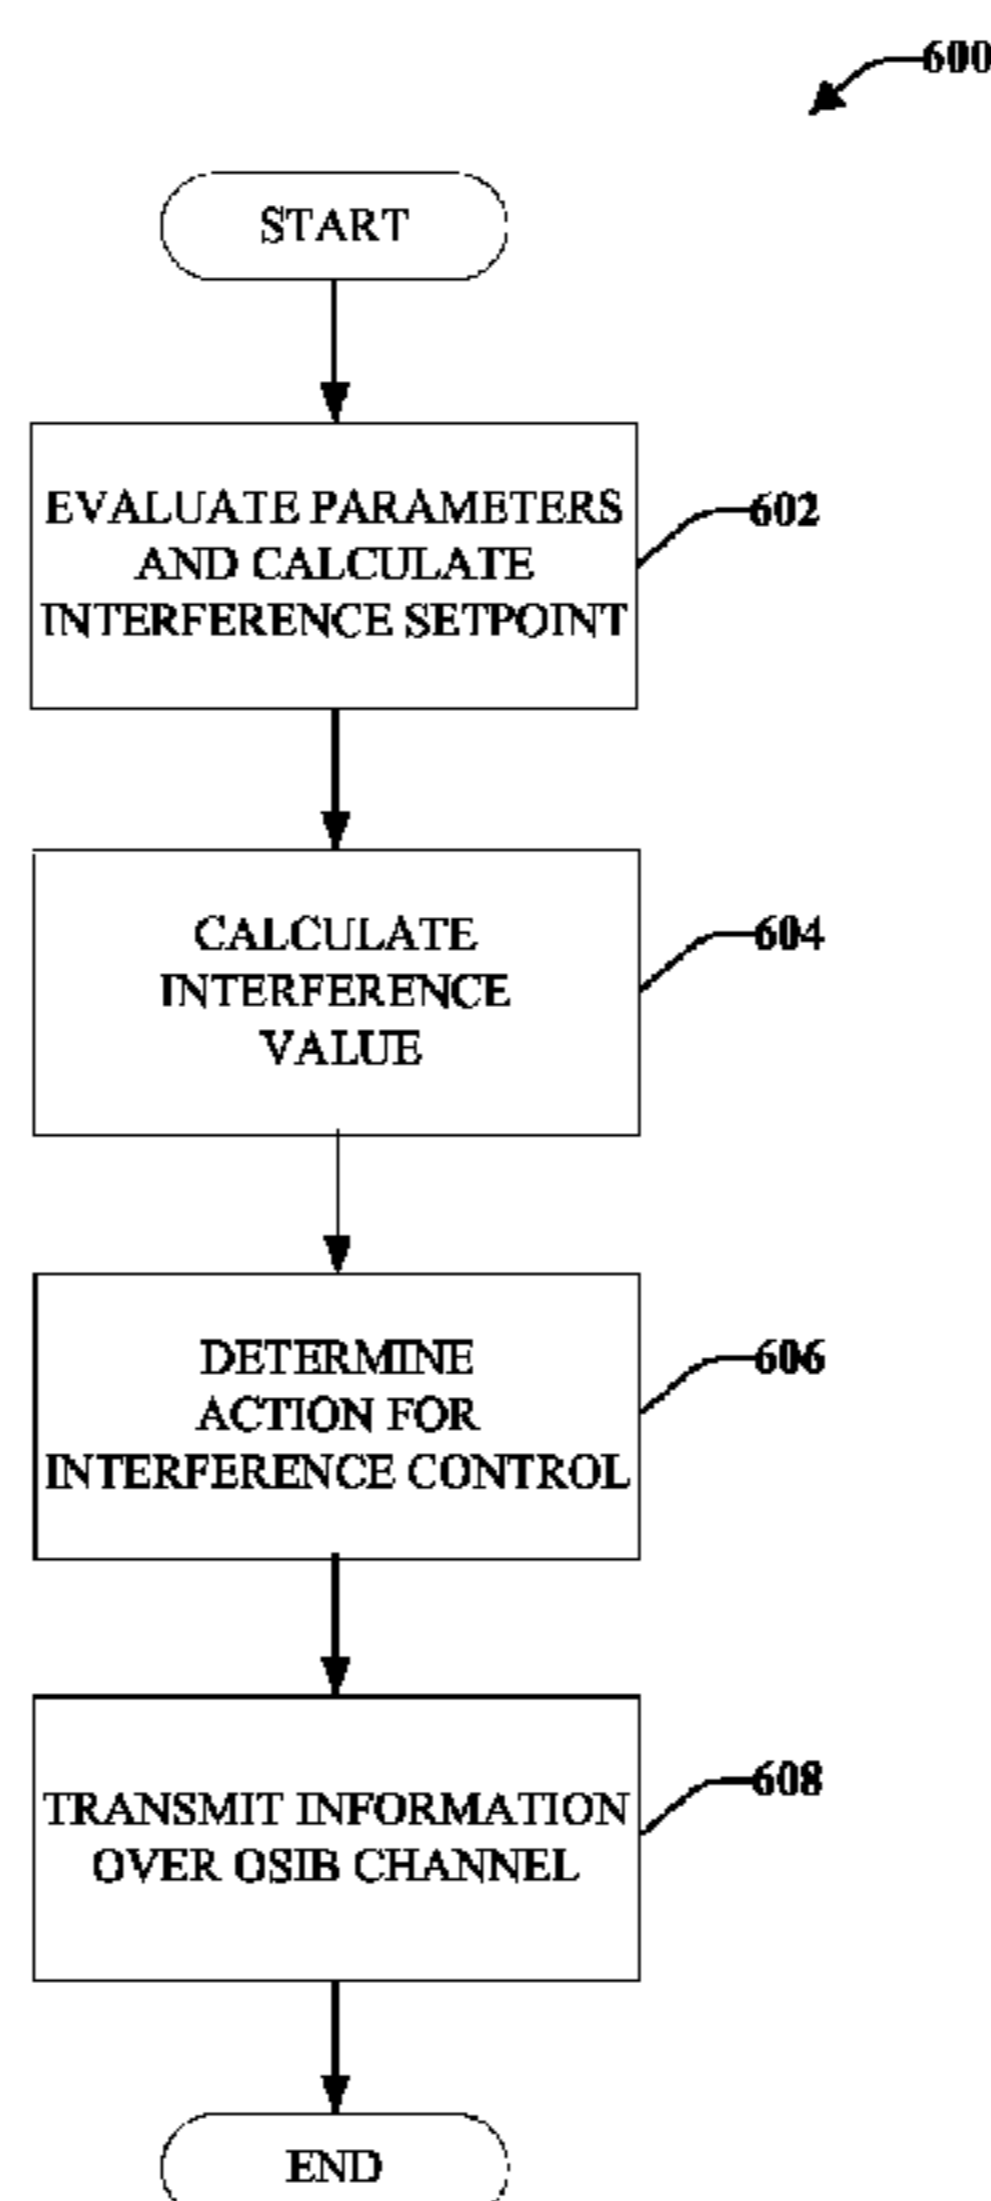 600
START
EVALUATE PARAMETERS
AND CALCULATE
INTERFERENCE SETPOINT
602
CALCULATE
INTERFERENCE
VALUE
604
DETERMINE
ACTION FOR
INTERFERENCE CONTROL
606
TRANSMIT INFORMATION
OVER OSIB CHANNEL
608
END